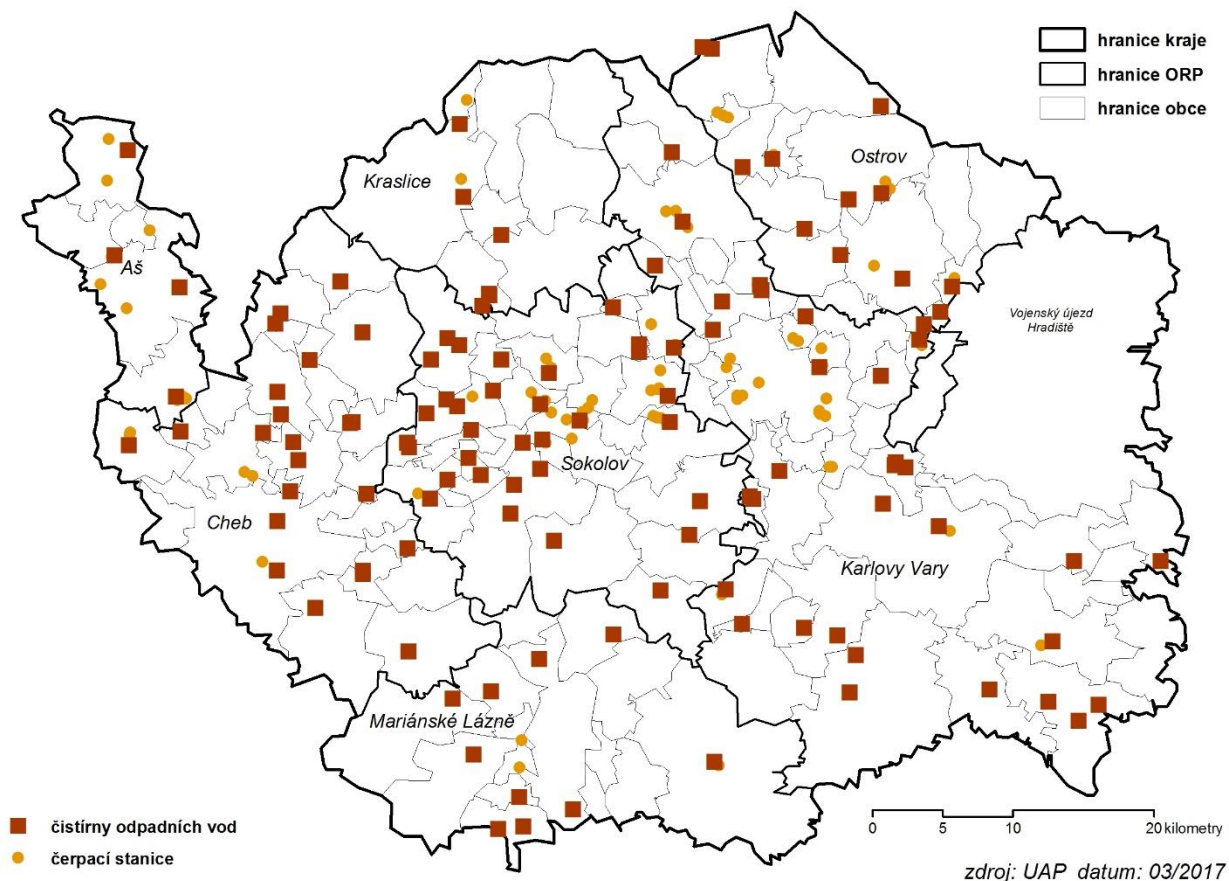 hranice kraje
hranice ORP
hranice obce
Ostrov
Kraslice
Aš
Vojenský újezd
Hradiště
Sokolov
Cheb
Karlovy Vary
Mariánské Lázně
čistírny odpadních vod
čerpací stanice
0 5 10 20 kilometry
zdroj: UAP datum: 03/2017